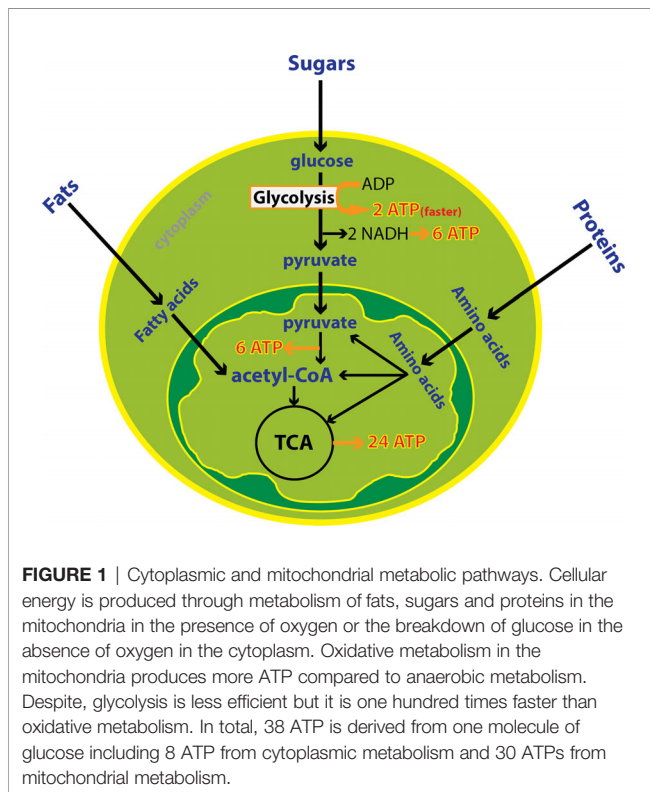 Sugars
glucose
Glycolysis
ADP
2 ATP(faster)
2 NADH
6 ATP
cytoplasm
Fats
Proteins
pyruvate
Fatty acids
Amino acids
pyruvate
6 ATP
Amino acids
acetyl-CoA
TCA
24 ATP
FIGURE 1 | Cytoplasmic and mitochondrial metabolic pathways. Cellular
energy is produced through metabolism of fats, sugars and proteins in the
mitochondria in the presence of oxygen or the breakdown of glucose in the
absence of oxygen in the cytoplasm. Oxidative metabolism in the
mitochondria produces more ATP compared to anaerobic metabolism.
Despite, glycolysis is less efficient but it is one hundred times faster than
oxidative metabolism. In total, 38 ATP is derived from one molecule of
glucose including 8 ATP from cytoplasmic metabolism and 30 ATPs from
mitochondrial metabolism.